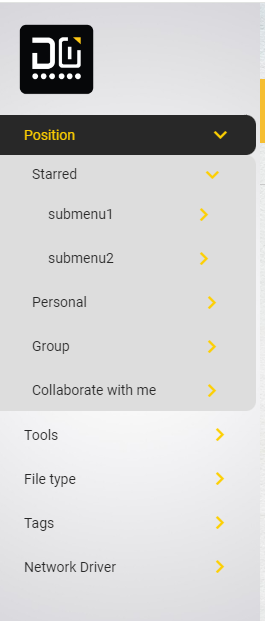 Position
Starred
submenu1
submenu2
Personal
Group
Collaborate with me
Tools
File type
Tags
Network Driver